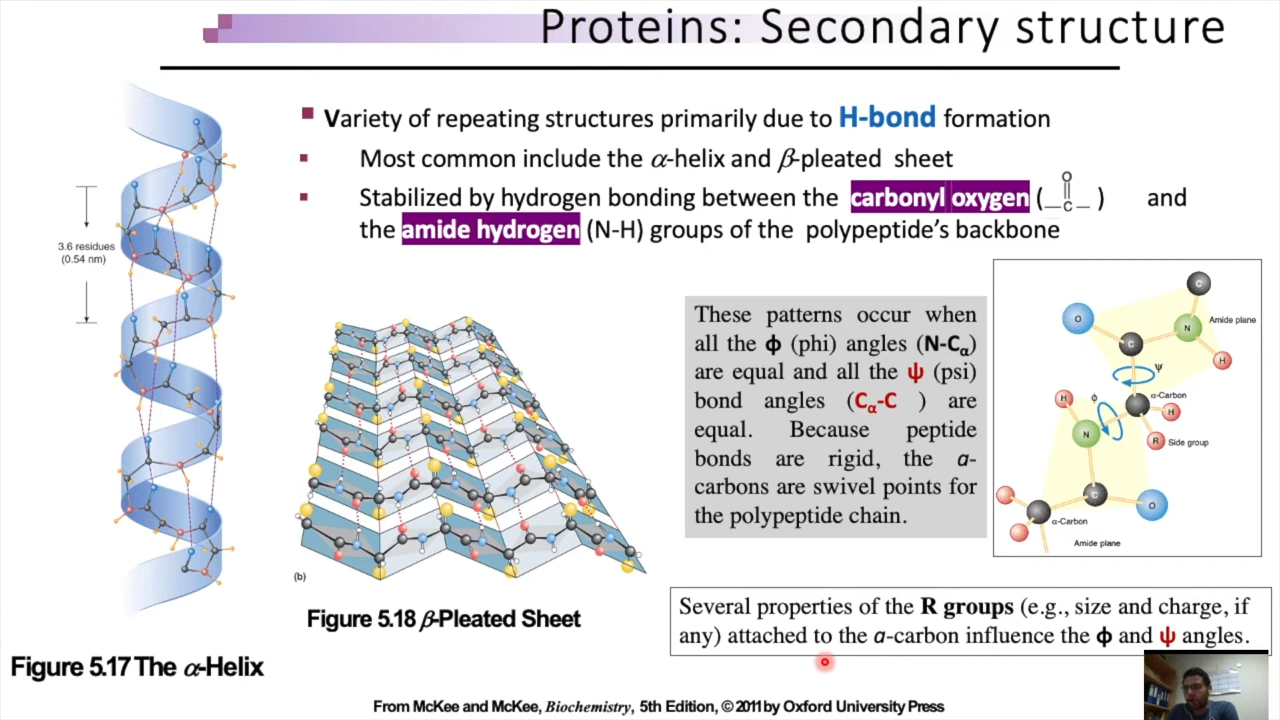 Proteins: Secondary structure
Variety of repeating structures primarily due to H-bond formation
Most common include the α-helix and β-pleated sheet
Stabilized by hydrogen bonding between the carbonyl oxygen ( O ‖ —C— ) and
the amide hydrogen (N-H) groups of the polypeptide's backbone
3.6 residues
(0.54 nm)
These patterns occur when
all the ϕ (phi) angles (N-Cα)
are equal and all the ψ (psi)
bond angles (Cα-C ) are
equal. Because peptide
bonds are rigid, the α-
carbons are swivel points for
the polypeptide chain.
C
O
N
Amide plane
C
H
ψ
α-Carbon
H
ϕ
H
N
R
Side group
C
O
α-Carbon
Amide plane
(b)
Figure 5.18 β-Pleated Sheet
Several properties of the R groups (e.g., size and charge, if
any) attached to the α-carbon influence the ϕ and ψ angles.
Figure 5.17 The α-Helix
From McKee and McKee, Biochemistry, 5th Edition, © 2011 by Oxford University Press